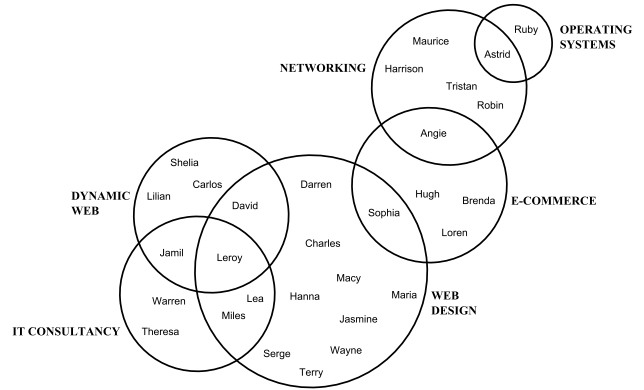 Ruby
OPERATING
SYSTEMS
Maurice
Astrid
NETWORKING
Harrison
Tristan
Robin
Angie
Shelia
DYNAMIC
WEB
Carlos
Lilian
David
Darren
Hugh
Brenda
E-COMMERCE
Sophia
Loren
Jamil
Leroy
Charles
Macy
Warren
Lea
Hanna
Maria
WEB
DESIGN
Miles
Jasmine
IT CONSULTANCY
Theresa
Serge
Wayne
Terry